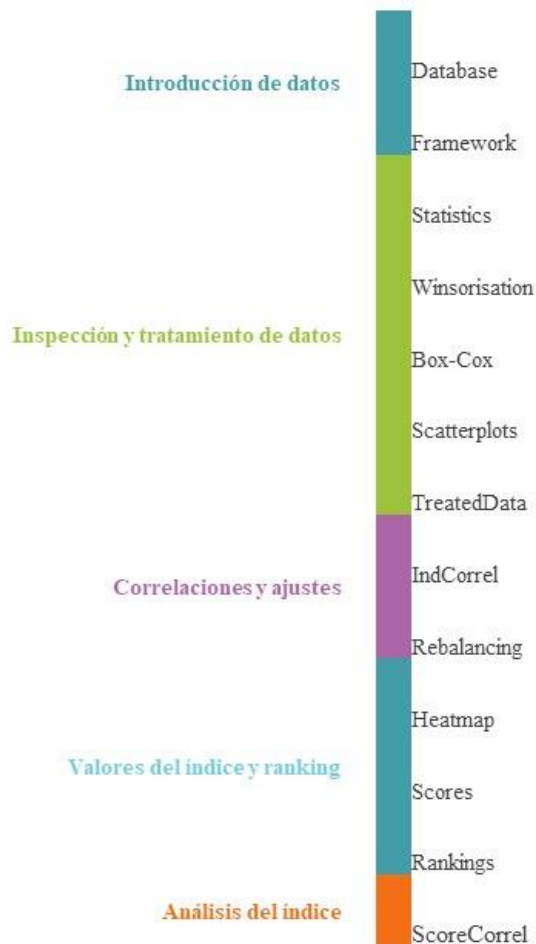 Introducción de datos
Database
Framework
Inspección y tratamiento de datos
Statistics
Winsorisation
Box-Cox
Scatterplots
TreatedData
Correlaciones y ajustes
IndCorrel
Rebalancing
Valores del índice y ranking
Heatmap
Scores
Rankings
Análisis del índice
ScoreCorrel